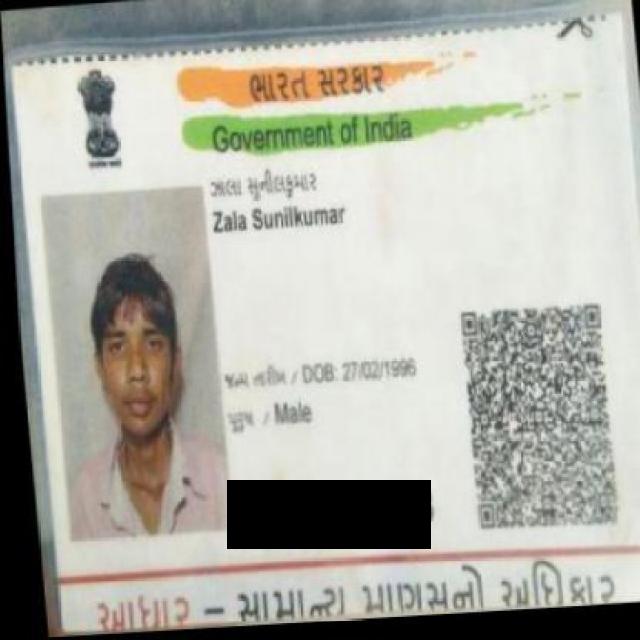 ભારત સરકાર
Government of India
ઝાલા સુનીલકુમાર
Zala Sunilkumar
જન્મ તારીખ / DOB: 27/02/1996
પુરુષ / Male
આધાર – સામાન્ય માણસનો અધિકાર